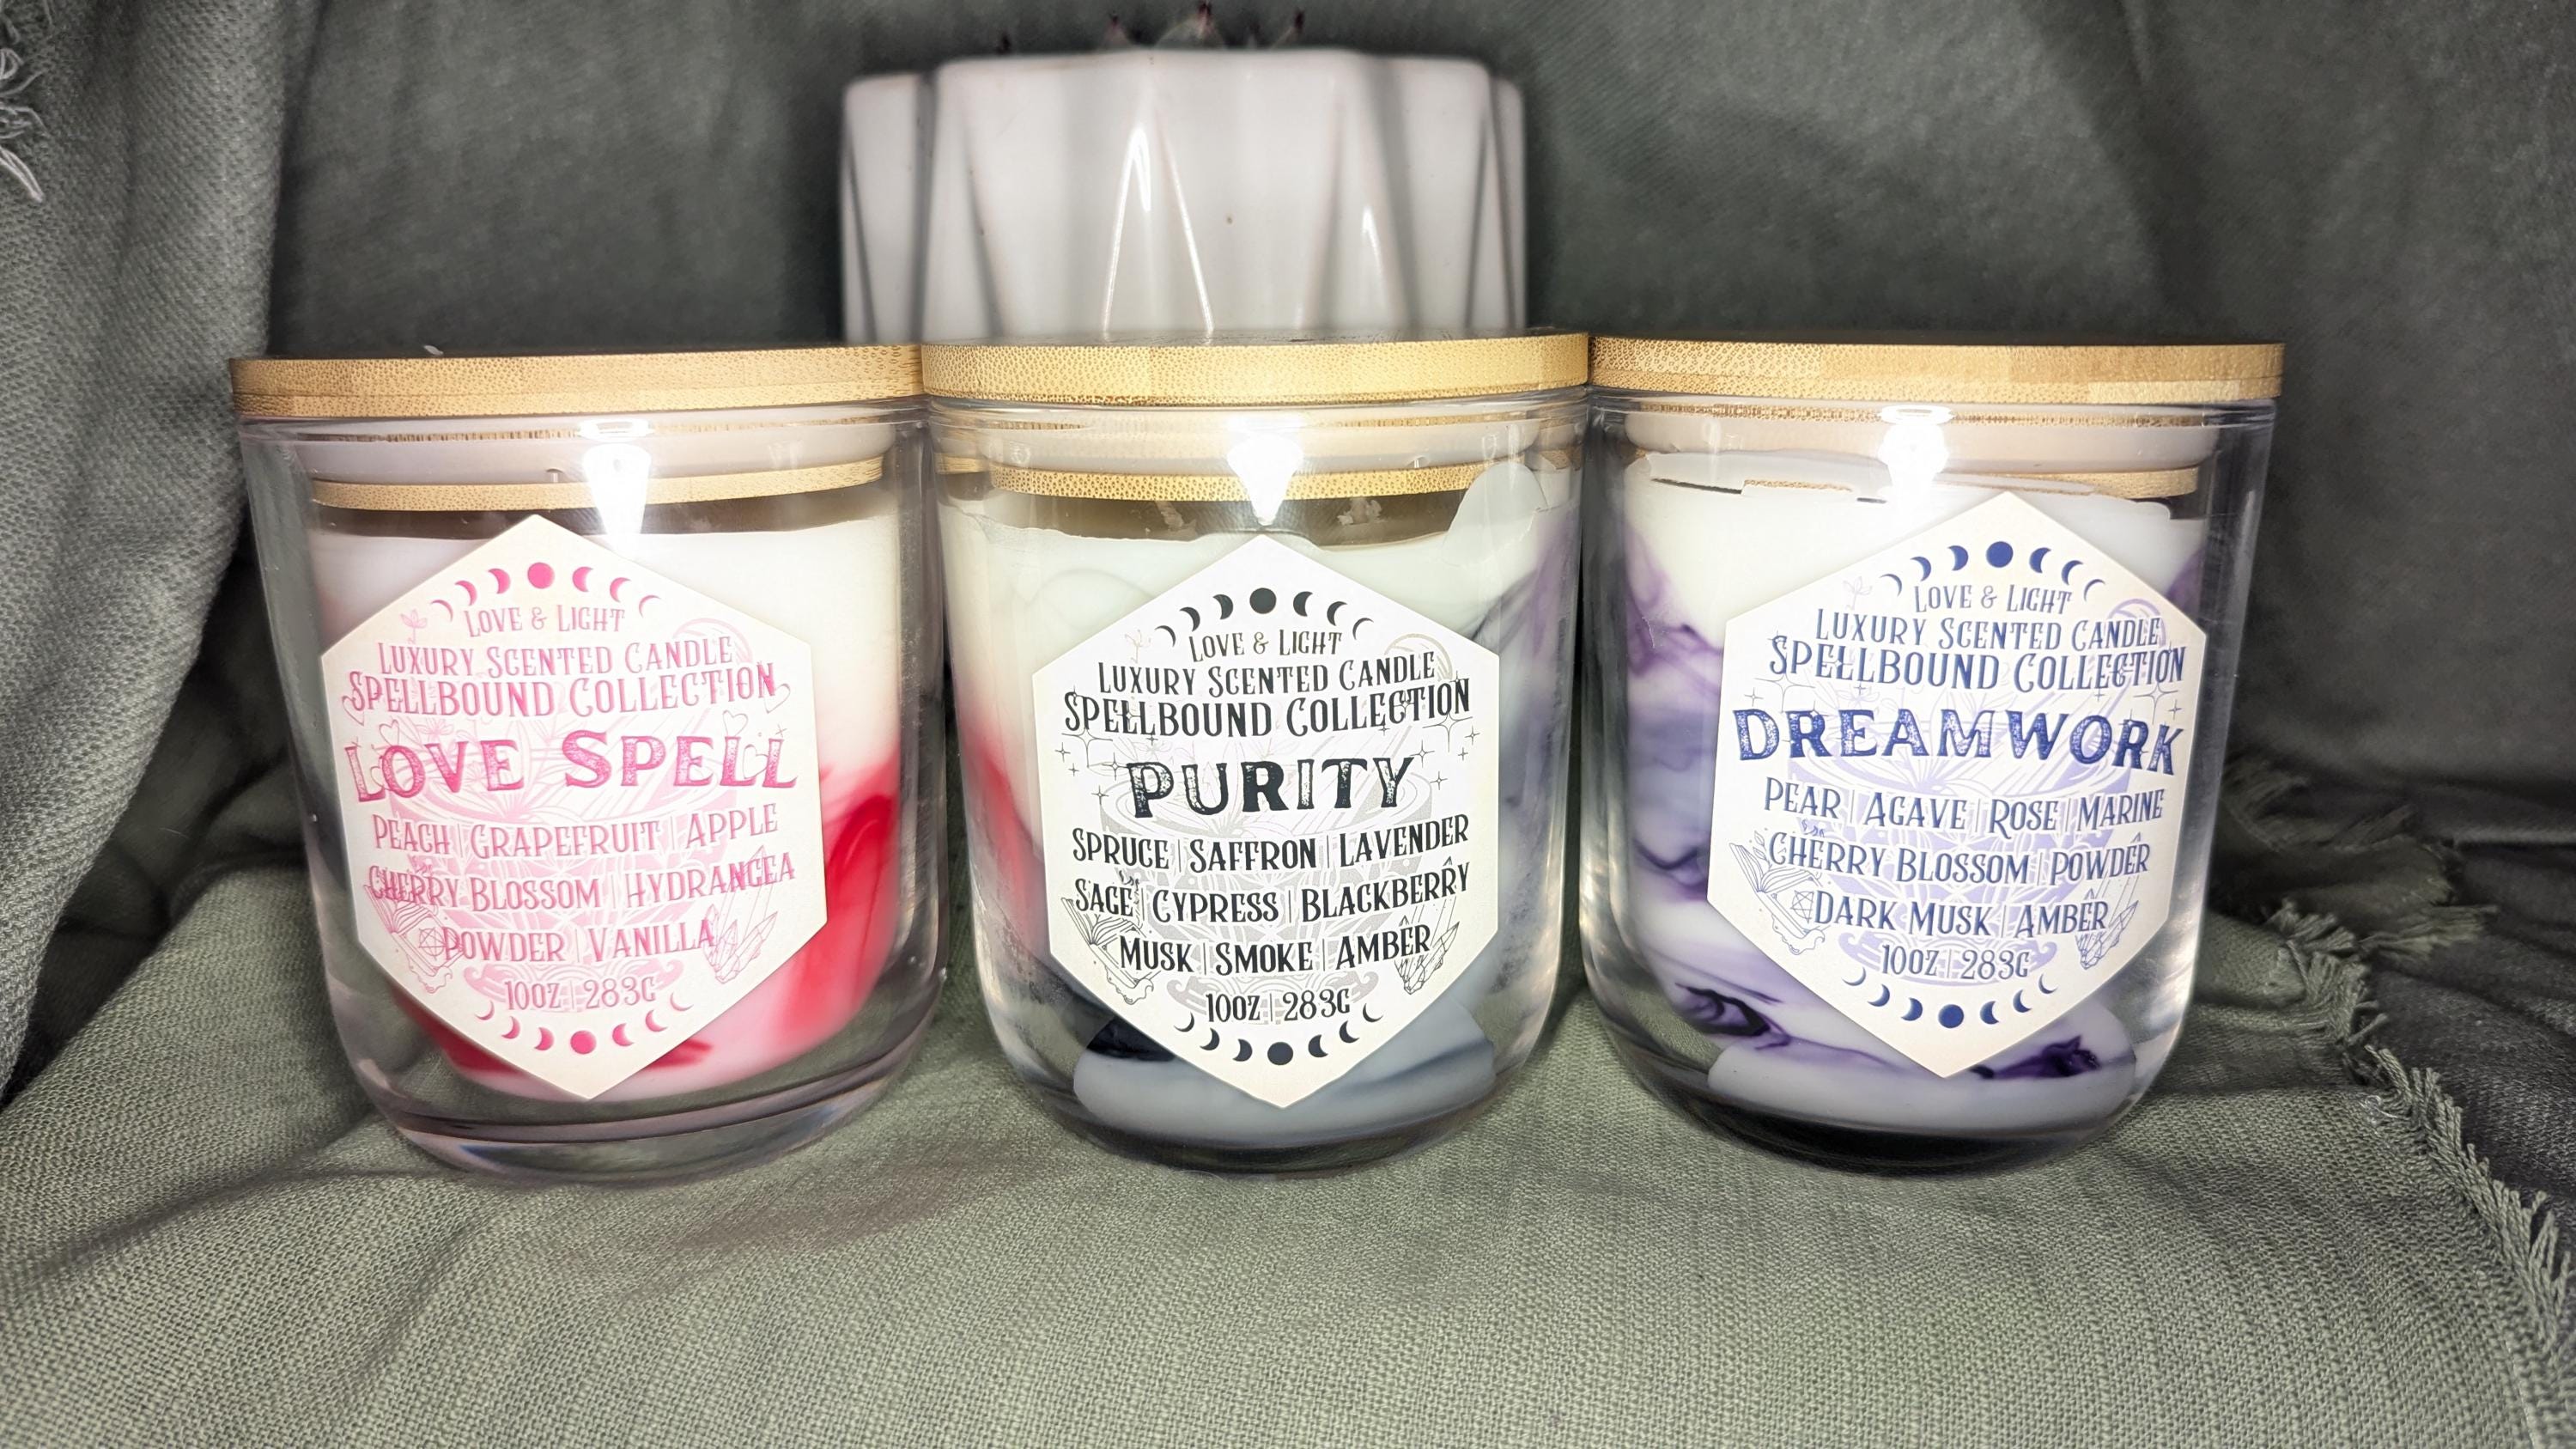 LOVE & LIGHT
LUXURY SCENTED CANDLE
SPELLBOUND COLLECTION
LOVE SPELL
PEACH | GRAPEFRUIT | APPLE
CHERRY BLOSSOM | HYDRANGEA
POWDER | VANILLA
10OZ | 283G
LOVE & LIGHT
LUXURY SCENTED CANDLE
SPELLBOUND COLLECTION
PURITY
SPRUCE | SAFFRON | LAVENDER
SAGE | CYPRESS | BLACKBERRY
MUSK | SMOKE | AMBER
10OZ | 283G
LOVE & LIGHT
LUXURY SCENTED CANDLE
SPELLBOUND COLLECTION
DREAMWORK
PEAR | AGAVE | ROSE | MARINE
CHERRY BLOSSOM | POWDER
DARK MUSK | AMBER
10OZ | 283G